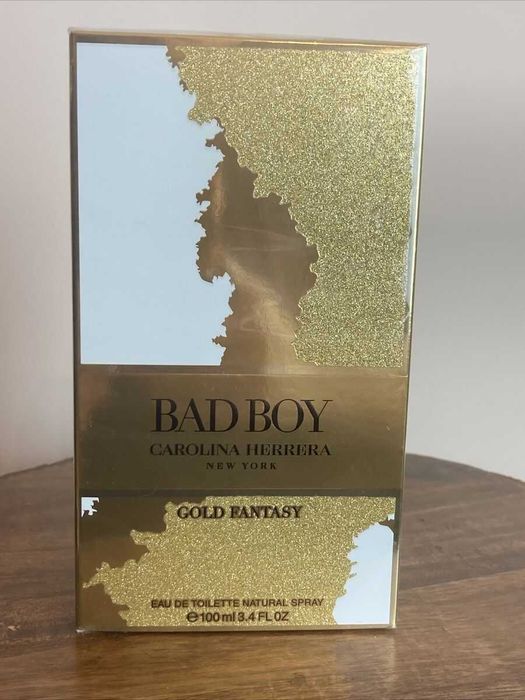 BAD BOY
CAROLINA HERRERA
NEW YORK
GOLD FANTASY
EAU DE TOILETTE NATURAL SPRAY
℮100 ml 3.4 FL OZ